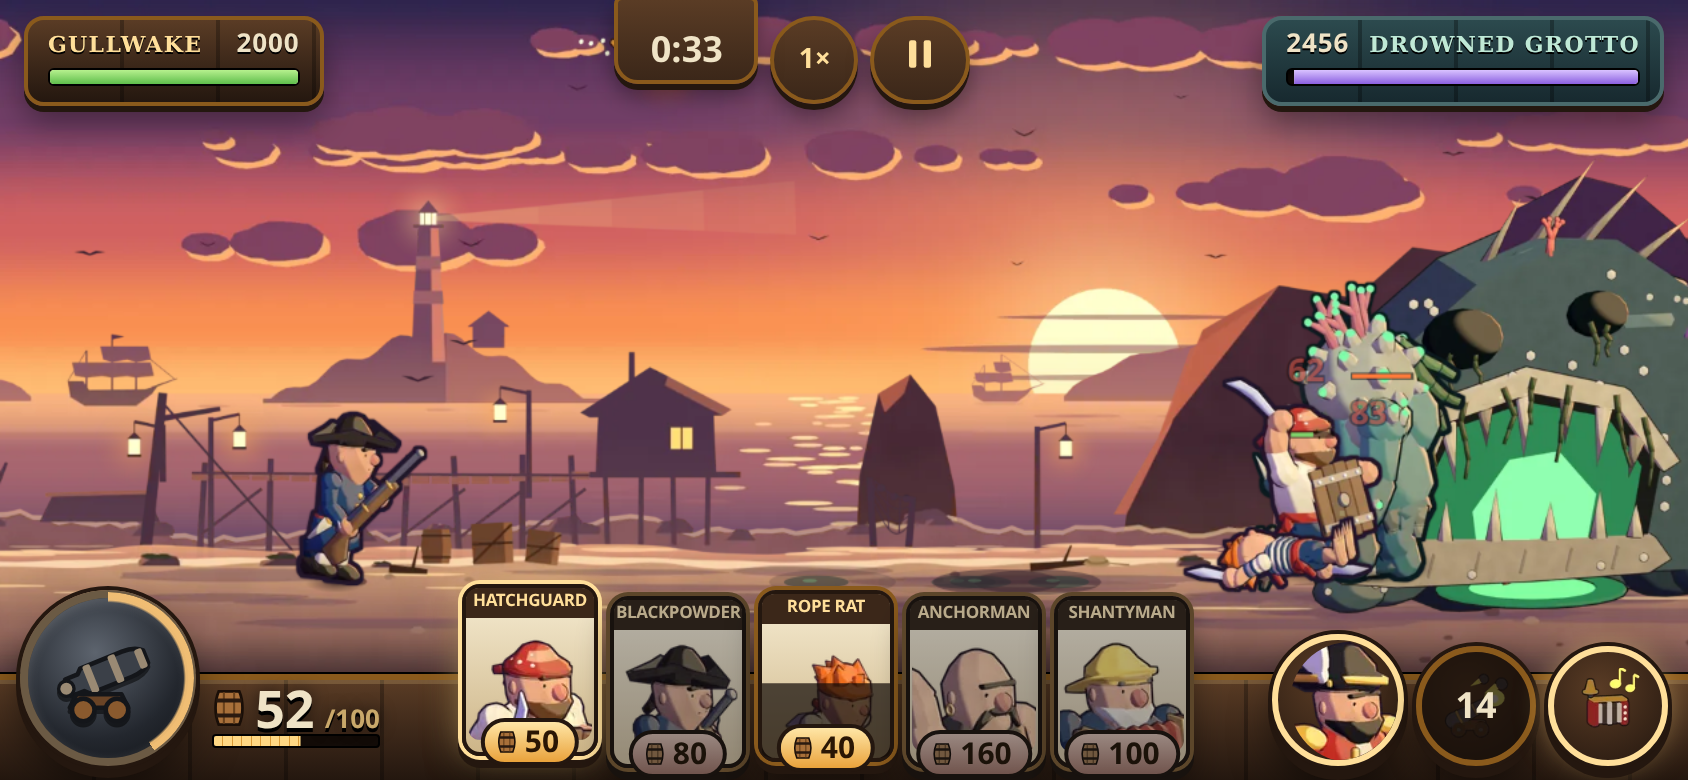 GULLWAKE 2000
0:33
1×
2456 DROWNED GROTTO
62
83
HATCHGUARD
BLACKPOWDER
ROPE RAT
ANCHORMAN
SHANTYMAN
52 /100
50
80
40
160
100
14